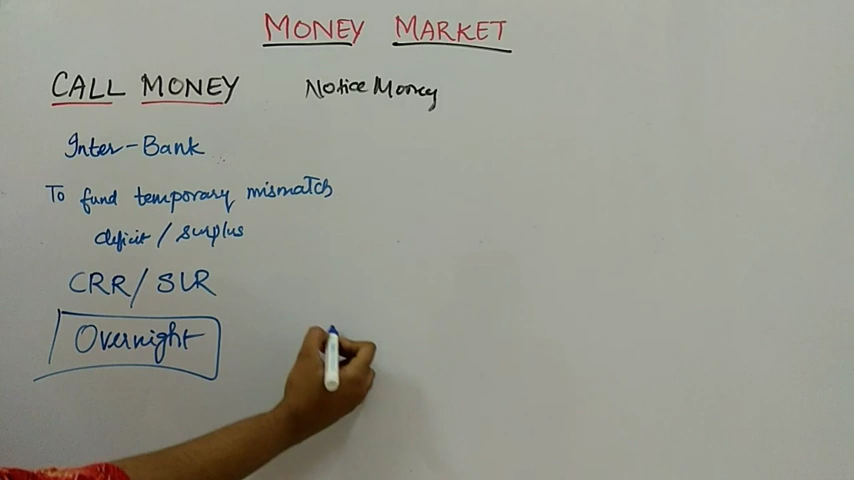 MONEY MARKET
CALL MONEY Notice Money
Inter-Bank
To fund temporary mismatch
deficit / surplus
CRR / SLR
Overnight